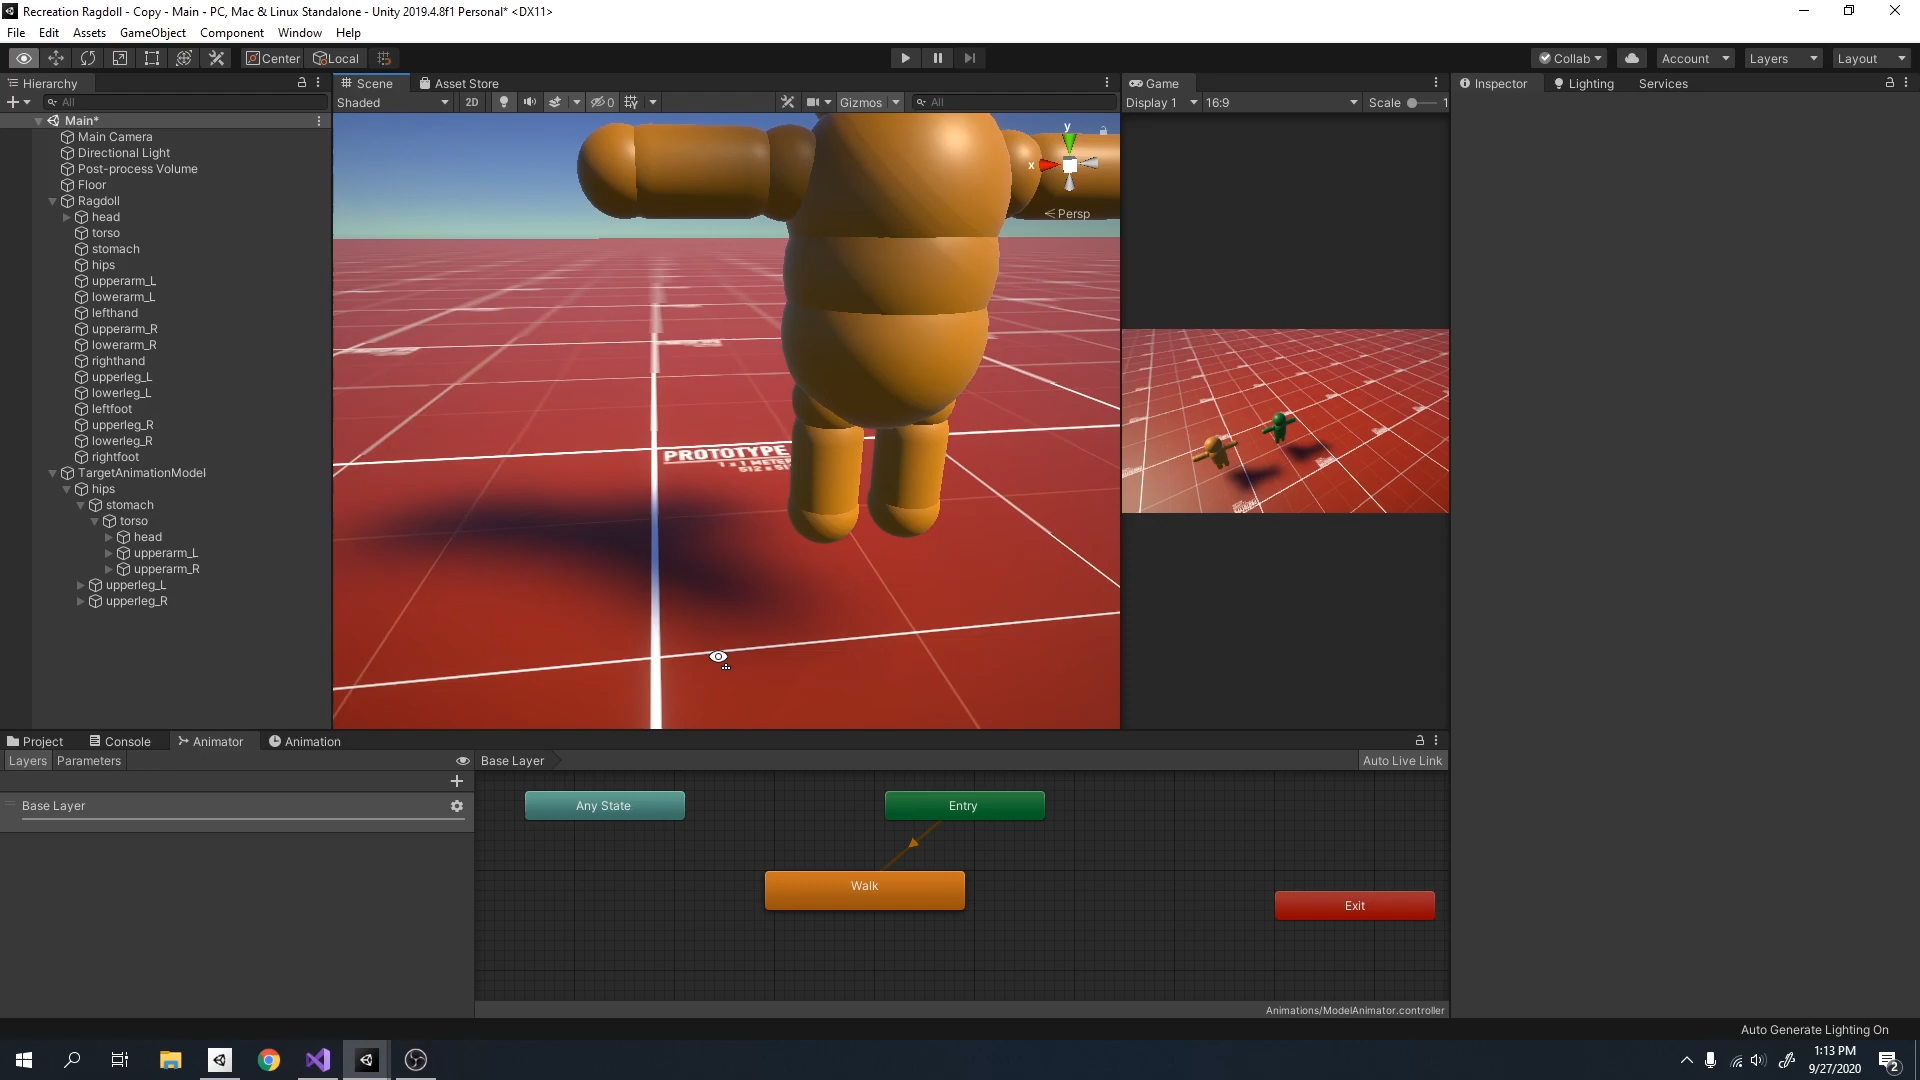 Recreation Ragdoll - Copy - Main - PC, Mac & Linux Standalone - Unity 2019.4.8f1 Personal* <DX11>
File Edit Assets GameObject Component Window Help
Center Local
Collab Account Layers Layout
Hierarchy
Scene Asset Store
Game
Inspector Lighting Services
All
Shaded 2D 0 Gizmos All
Display 1 16:9 Scale 1
Main*
Main Camera
Directional Light
Post-process Volume
Floor
Ragdoll
head
torso
stomach
hips
upperarm_L
lowerarm_L
lefthand
upperarm_R
lowerarm_R
righthand
upperleg_L
lowerleg_L
leftfoot
upperleg_R
lowerleg_R
rightfoot
TargetAnimationModel
hips
stomach
torso
head
upperarm_L
upperarm_R
upperleg_L
upperleg_R
y
x
Persp
PROTOTYPE
Project Console Animator Animation
Layers Parameters Base Layer Auto Live Link
Base Layer
Any State Entry
Walk
Exit
Animations/ModelAnimator.controller
Auto Generate Lighting On
1:13 PM
9/27/2020
2